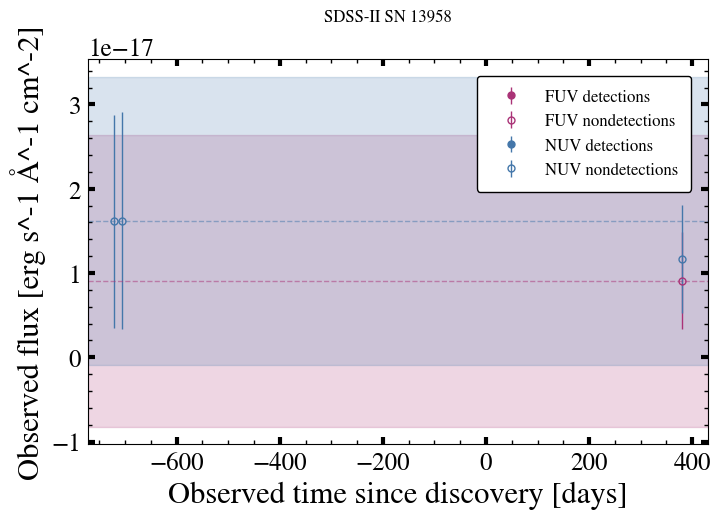 SDSS-II SN 13958
1e−17
FUV detections
FUV nondetections
NUV detections
NUV nondetections
3
2
1
0
−1
−600
−400
−200
0
200
400
Observed time since discovery [days]
Observed flux [erg s^-1 Å^-1 cm^-2]